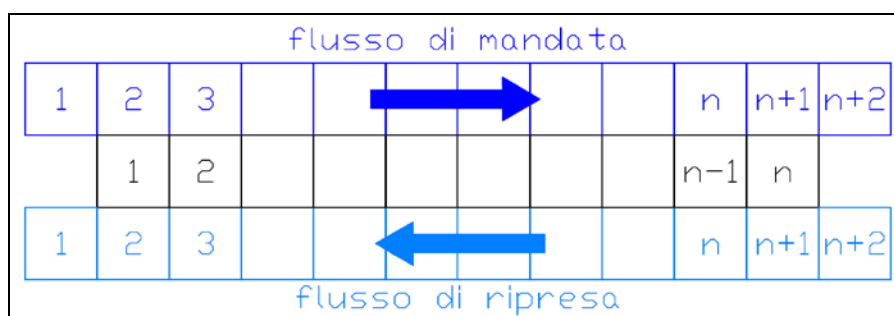 flusso di mandata
1 2 3 n n+1 n+2
1 2 n-1 n
1 2 3 n n+1 n+2
flusso di ripresa